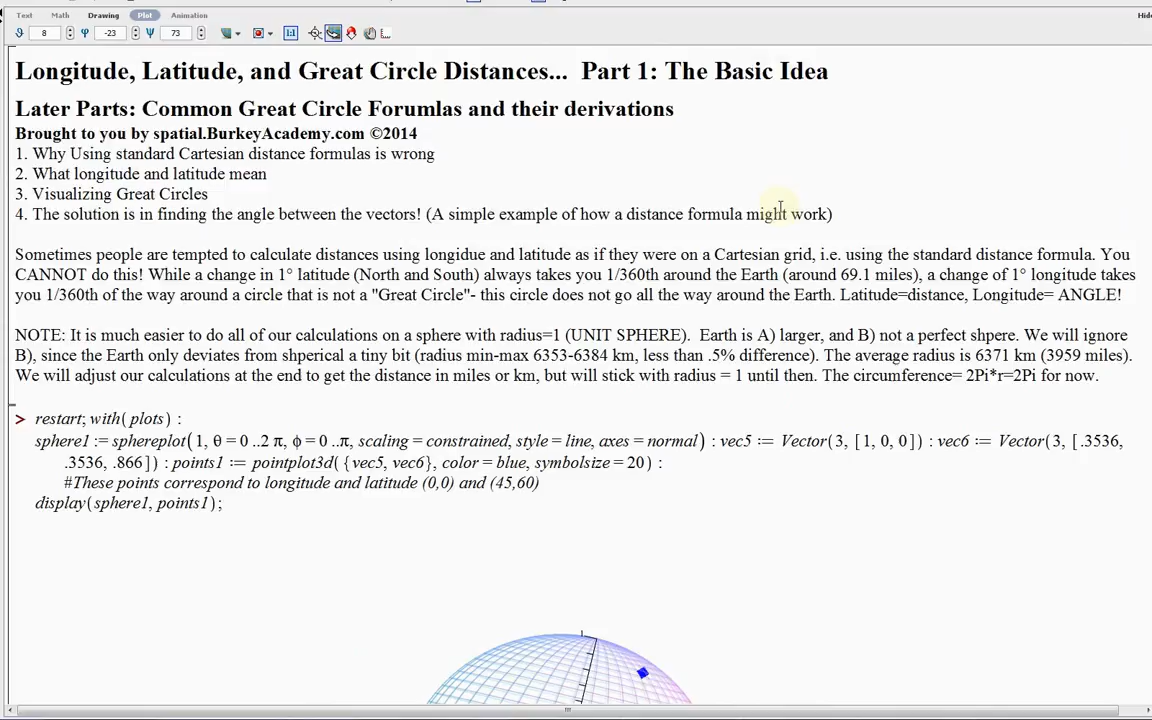 Text Math Drawing Plot Animation Hide
ϑ 8 φ -23 ψ 73 1:1
Longitude, Latitude, and Great Circle Distances... Part 1: The Basic Idea
Later Parts: Common Great Circle Forumlas and their derivations
Brought to you by spatial.BurkeyAcademy.com ©2014
1. Why Using standard Cartesian distance formulas is wrong
2. What longitude and latitude mean
3. Visualizing Great Circles
4. The solution is in finding the angle between the vectors! (A simple example of how a distance formula might work)
Sometimes people are tempted to calculate distances using longidue and latitude as if they were on a Cartesian grid, i.e. using the standard distance formula. You
CANNOT do this! While a change in 1° latitude (North and South) always takes you 1/360th around the Earth (around 69.1 miles), a change of 1° longitude takes
you 1/360th of the way around a circle that is not a "Great Circle"- this circle does not go all the way around the Earth. Latitude=distance, Longitude= ANGLE!
NOTE: It is much easier to do all of our calculations on a sphere with radius=1 (UNIT SPHERE). Earth is A) larger, and B) not a perfect shpere. We will ignore
B), since the Earth only deviates from shperical a tiny bit (radius min-max 6353-6384 km, less than .5% difference). The average radius is 6371 km (3959 miles).
We will adjust our calculations at the end to get the distance in miles or km, but will stick with radius = 1 until then. The circumference= 2Pi*r=2Pi for now.
> restart; with(plots) :
sphere1 := sphereplot(1, θ = 0 ..2 π, ϕ = 0 ..π, scaling = constrained, style = line, axes = normal) : vec5 := Vector(3, [1, 0, 0]) : vec6 := Vector(3, [.3536,
.3536, .866]) : points1 := pointplot3d( {vec5, vec6}, color = blue, symbolsize = 20) :
#These points correspond to longitude and latitude (0,0) and (45,60)
display(sphere1, points1);